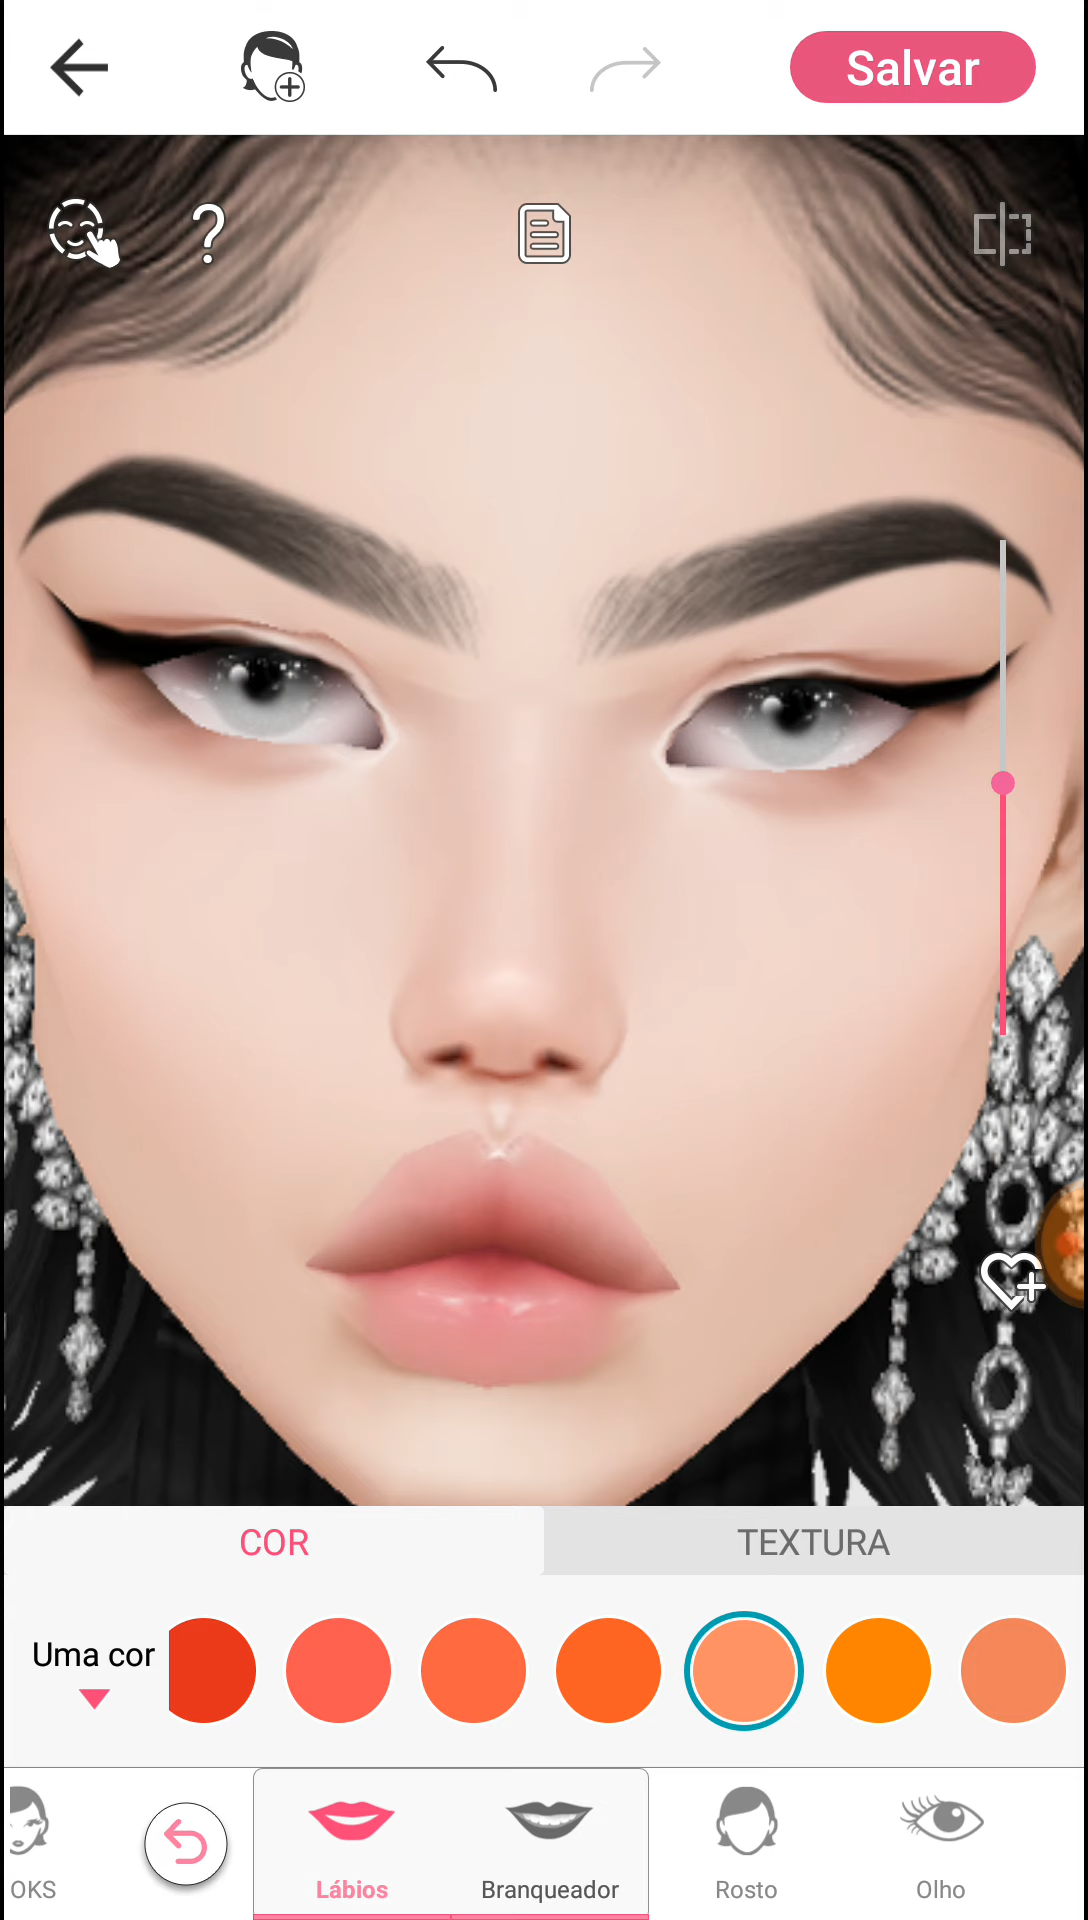 Salvar
?
COR
TEXTURA
Uma cor
OKS
Lábios
Branqueador
Rosto
Olho